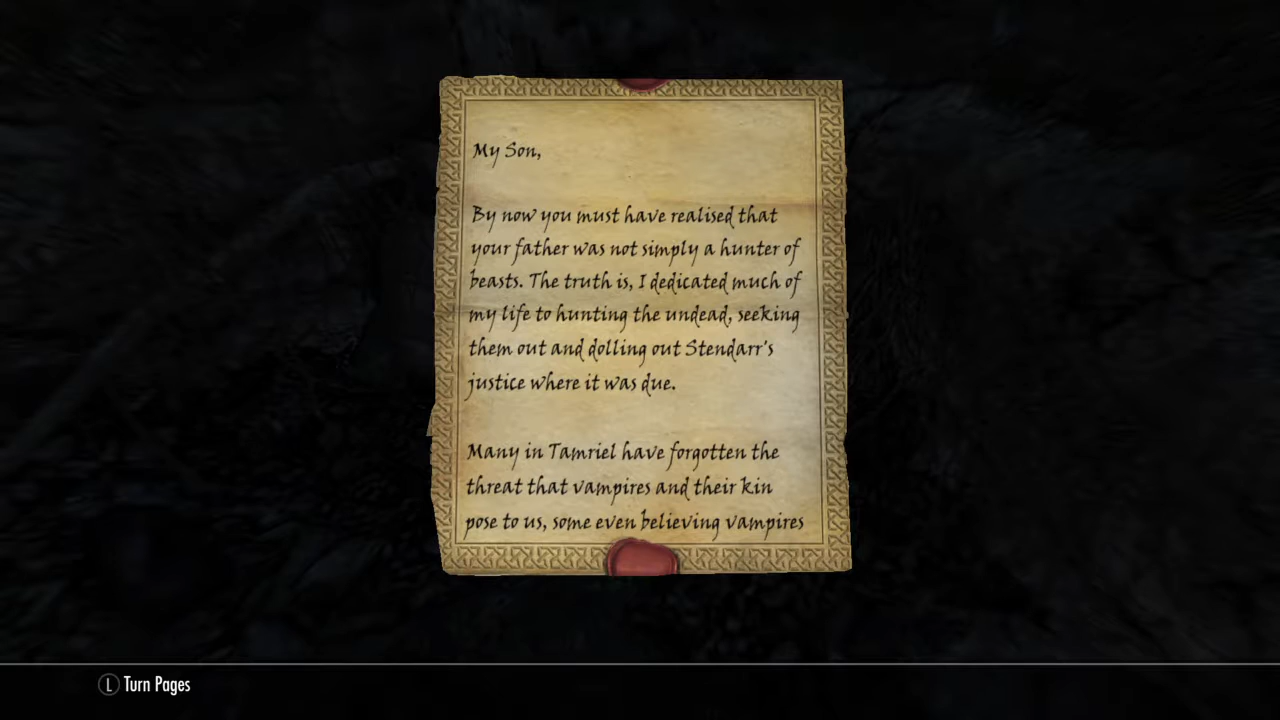 My Son,
By now you must have realised that
your father was not simply a hunter of
beasts. The truth is, I dedicated much of
my life to hunting the undead, seeking
them out and dolling out Stendarr's
justice where it was due.
Many in Tamriel have forgotten the
threat that vampires and their kin
pose to us, some even believing vampires
L Turn Pages